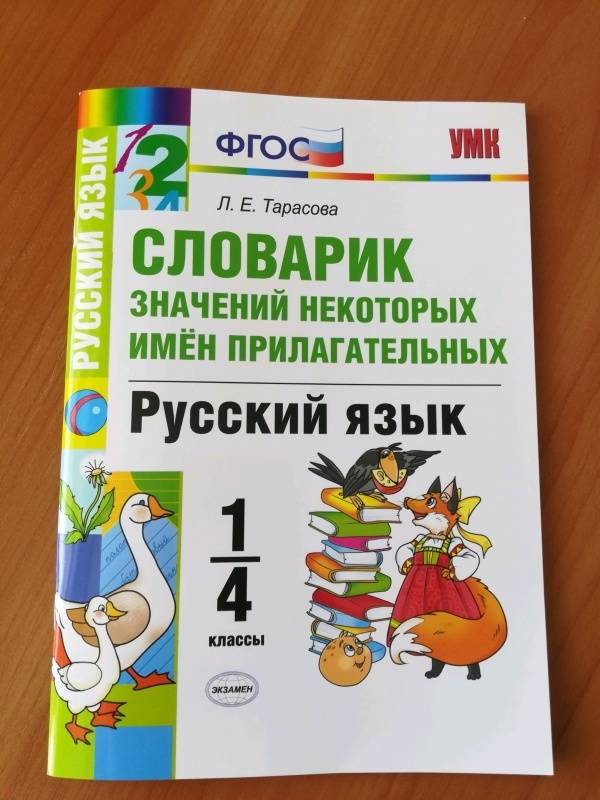 РУССКИЙ ЯЗЫК
1 2
3 4
ФГОС
УМК
Л. Е. Тарасова
СЛОВАРИК
ЗНАЧЕНИЙ НЕКОТОРЫХ
ИМЁН ПРИЛАГАТЕЛЬНЫХ
Русский язык
1
4
классы
ЭКЗАМЕН